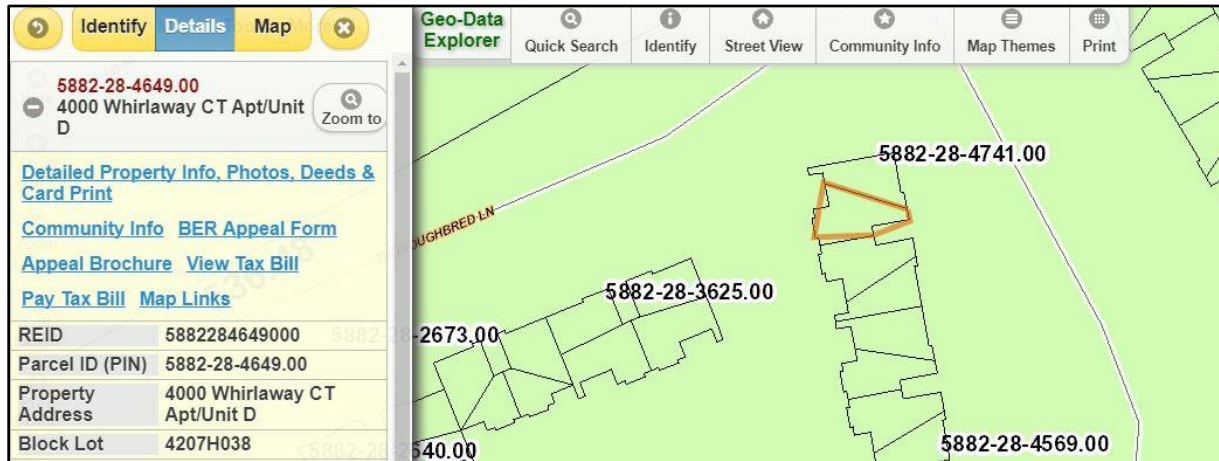 Identify Details Map
5882-28-4649.00
4000 Whirlaway CT Apt/Unit
D
Zoom to
Detailed Property Info, Photos, Deeds &
Card Print
Community Info BER Appeal Form
Appeal Brochure View Tax Bill
Pay Tax Bill Map Links
REID 5882284649000
Parcel ID (PIN) 5882-28-4649.00
Property Address 4000 Whirlaway CT
Apt/Unit D
Block Lot 4207H038
Geo-Data
Explorer
Quick Search Identify Street View Community Info Map Themes Print
5882-28-4741.00
OUGHBRED LN
5882-28-3625.00
5882-28-2673.00
5882-28-4569.00